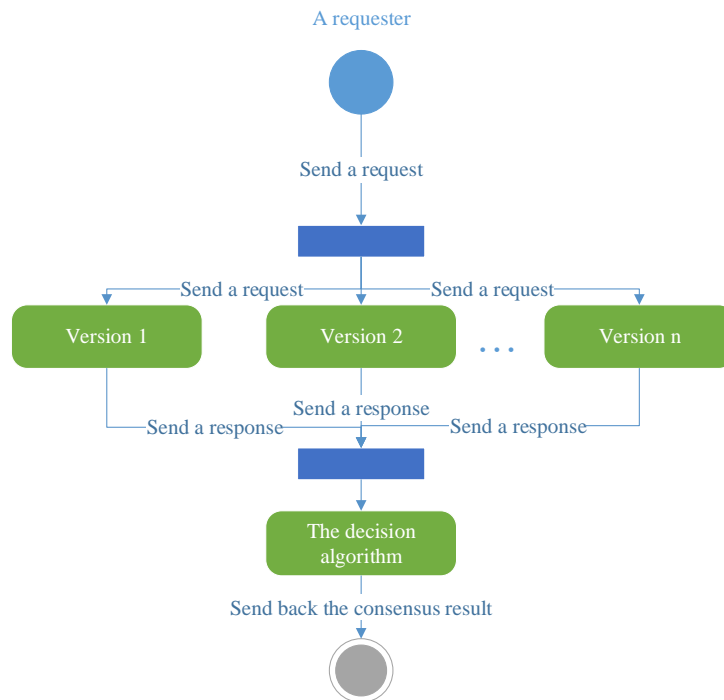 A requester
Send a request
Send a request
Send a request
Version 1
Version 2
...
Version n
Send a response
Send a response
Send a response
The decision
algorithm
Send back the consensus result